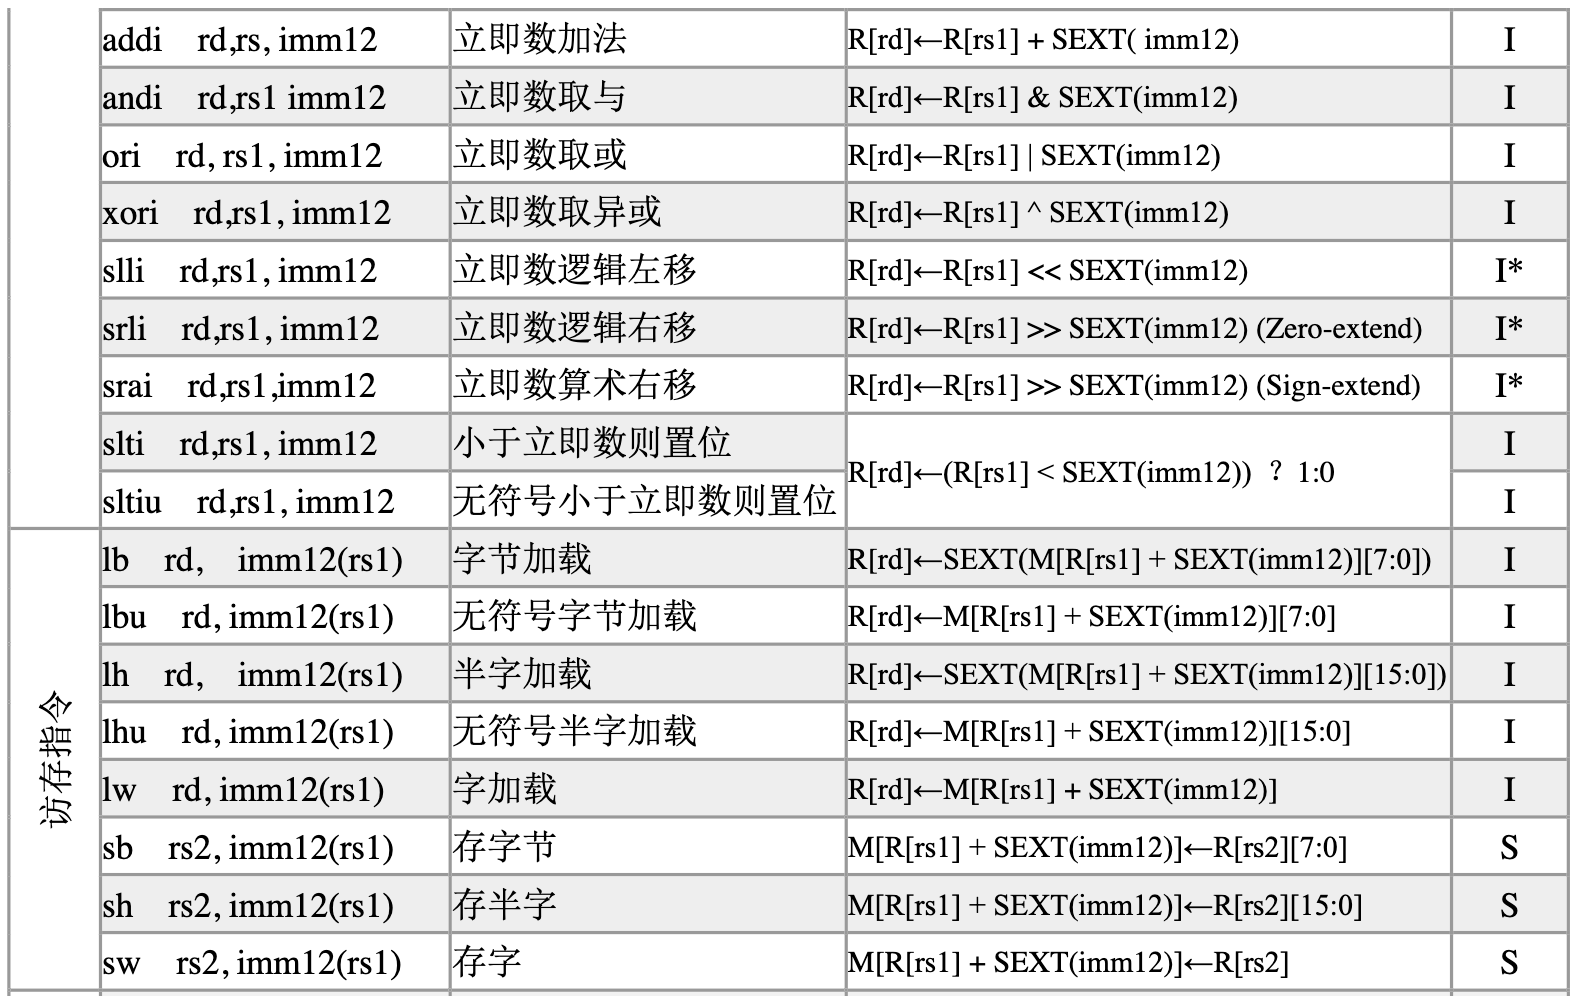 addi rd,rs, imm12 立即数加法 R[rd]←R[rs1] + SEXT( imm12) I
andi rd,rs1 imm12 立即数取与 R[rd]←R[rs1] & SEXT(imm12) I
ori rd, rs1, imm12 立即数取或 R[rd]←R[rs1] | SEXT(imm12) I
xori rd,rs1, imm12 立即数取异或 R[rd]←R[rs1] ^ SEXT(imm12) I
slli rd,rs1, imm12 立即数逻辑左移 R[rd]←R[rs1] << SEXT(imm12) I*
srli rd,rs1, imm12 立即数逻辑右移 R[rd]←R[rs1] >> SEXT(imm12) (Zero-extend) I*
srai rd,rs1,imm12 立即数算术右移 R[rd]←R[rs1] >> SEXT(imm12) (Sign-extend) I*
slti rd,rs1, imm12 小于立即数则置位 I
R[rd]←(R[rs1] < SEXT(imm12)) ？ 1:0
sltiu rd,rs1, imm12 无符号小于立即数则置位 I
访存指令
lb rd, imm12(rs1) 字节加载 R[rd]←SEXT(M[R[rs1] + SEXT(imm12)][7:0]) I
lbu rd, imm12(rs1) 无符号字节加载 R[rd]←M[R[rs1] + SEXT(imm12)][7:0] I
lh rd, imm12(rs1) 半字加载 R[rd]←SEXT(M[R[rs1] + SEXT(imm12)][15:0]) I
lhu rd, imm12(rs1) 无符号半字加载 R[rd]←M[R[rs1] + SEXT(imm12)][15:0] I
lw rd, imm12(rs1) 字加载 R[rd]←M[R[rs1] + SEXT(imm12)] I
sb rs2, imm12(rs1) 存字节 M[R[rs1] + SEXT(imm12)]←R[rs2][7:0] S
sh rs2, imm12(rs1) 存半字 M[R[rs1] + SEXT(imm12)]←R[rs2][15:0] S
sw rs2, imm12(rs1) 存字 M[R[rs1] + SEXT(imm12)]←R[rs2] S